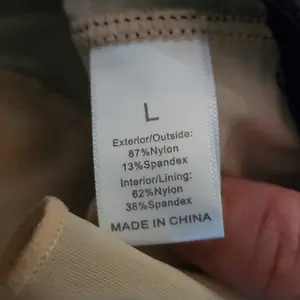 L
Exterior/Outside:
87%Nylon
13%Spandex
Interior/Lining:
62%Nylon
38%Spandex
MADE IN CHINA